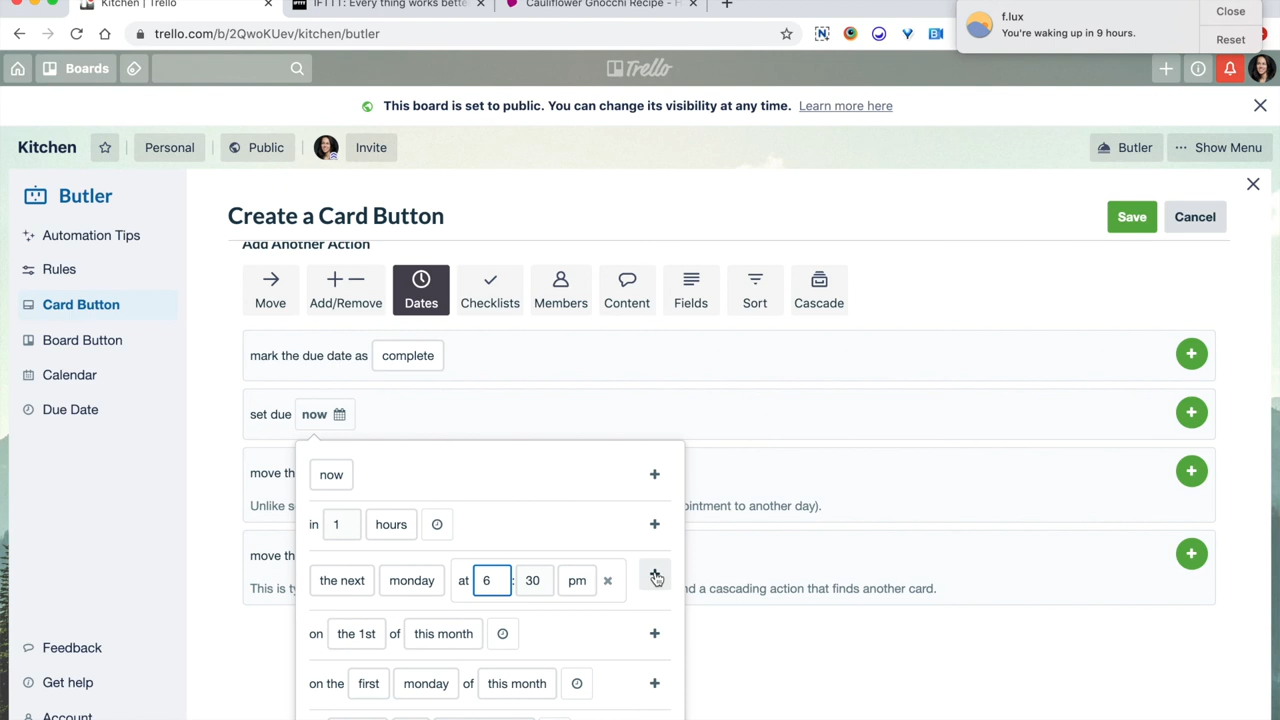 Kitchen | Trello
IFTTT: Every thing works bette
Cauliflower Gnocchi Recipe - H
trello.com/b/2QwoKUev/kitchen/butler
f.lux
You're waking up in 9 hours.
Close
Reset
Boards
Trello
This board is set to public. You can change its visibility at any time. Learn more here
Kitchen
Personal
Public
Invite
Butler
Show Menu
Butler
Automation Tips
Rules
Card Button
Board Button
Calendar
Due Date
Feedback
Get help
Account
Create a Card Button
Save
Cancel
Add Another Action
Move
Add/Remove
Dates
Checklists
Members
Content
Fields
Sort
Cascade
mark the due date as complete
set due now
move th
Unlike s
intment to another day).
move the
This is ty
d a cascading action that finds another card.
now
in 1 hours
the next monday at 6 : 30 pm
on the 1st of this month
on the first monday of this month